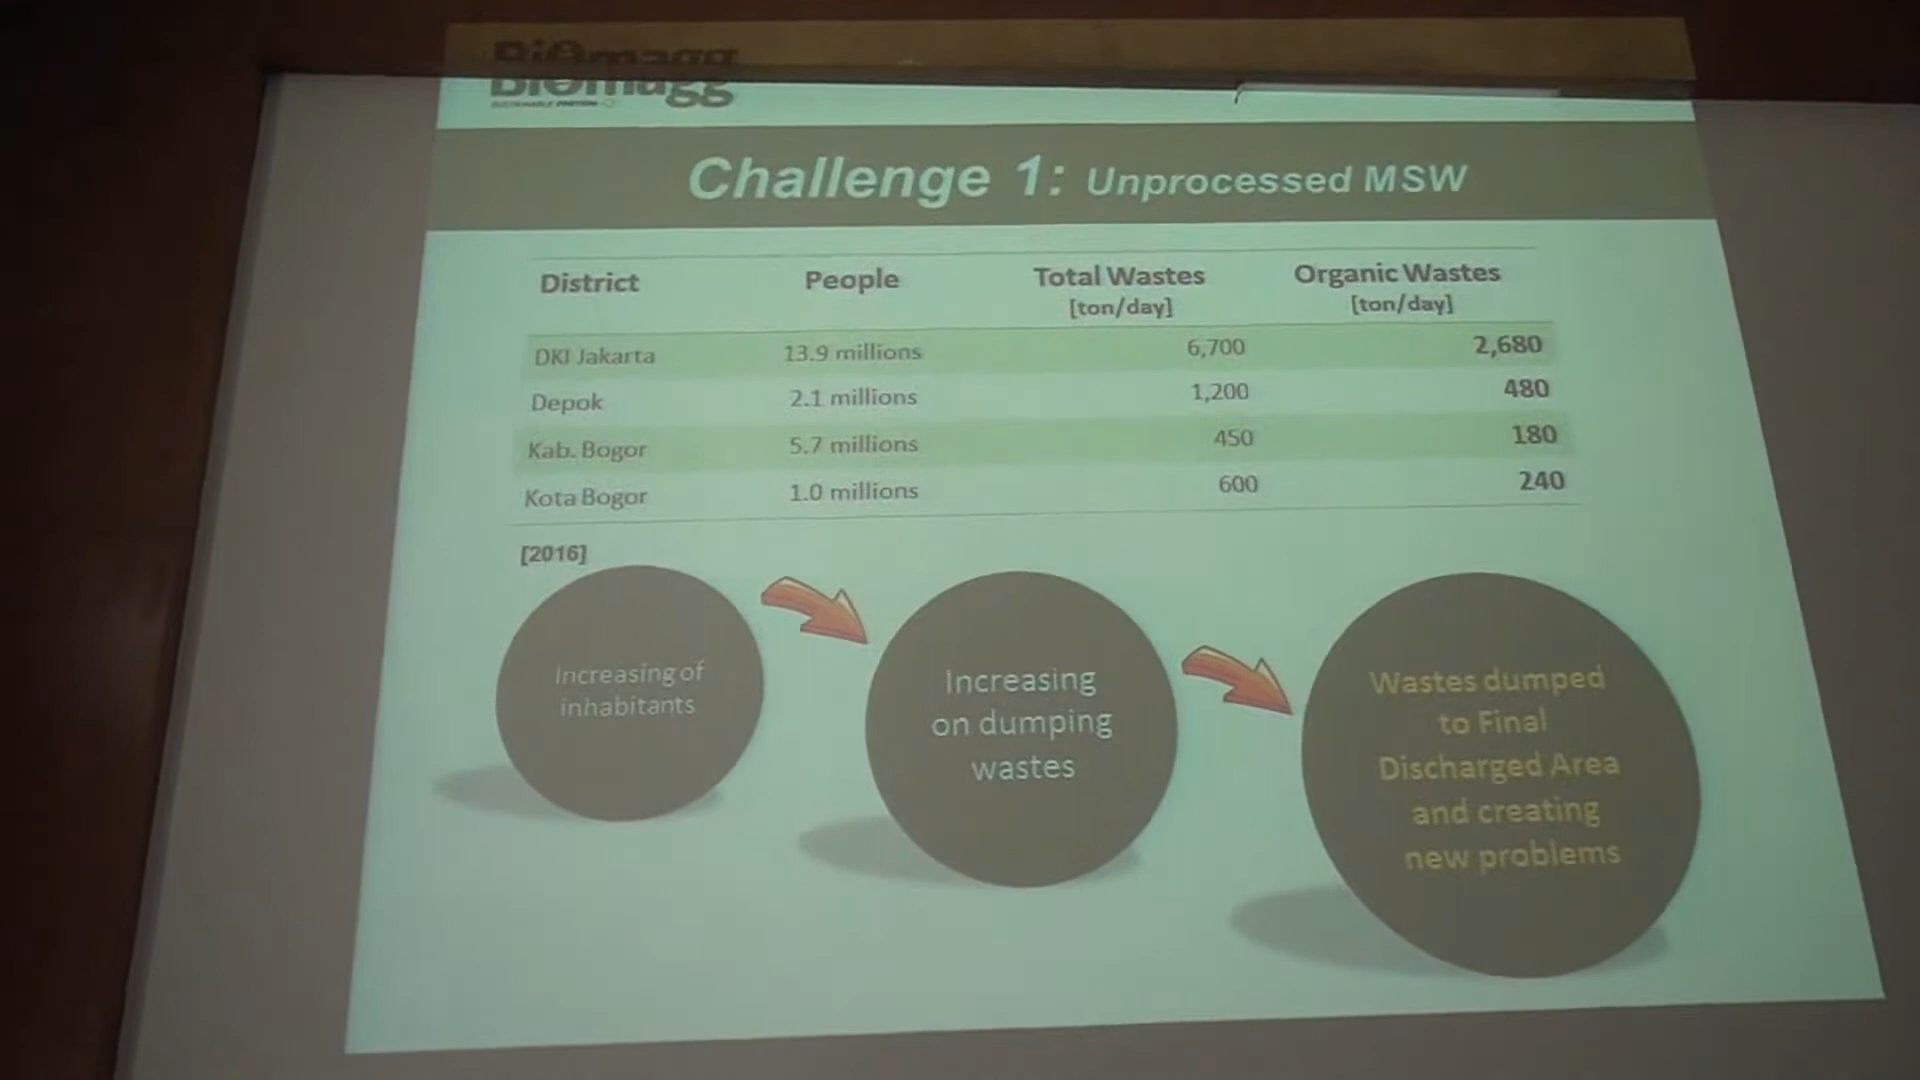 Biomagg
Biomagg
SUSTAINABLE PROTEIN
Challenge 1: Unprocessed MSW
District People Total Wastes Organic Wastes
[ton/day] [ton/day]
DKI Jakarta 13.9 millions 6,700 2,680
Depok 2.1 millions 1,200 480
Kab. Bogor 5.7 millions 450 180
Kota Bogor 1.0 millions 600 240
[2016]
Increasing of
inhabitants
Increasing
on dumping
wastes
Wastes dumped
to Final
Discharged Area
and creating
new problems